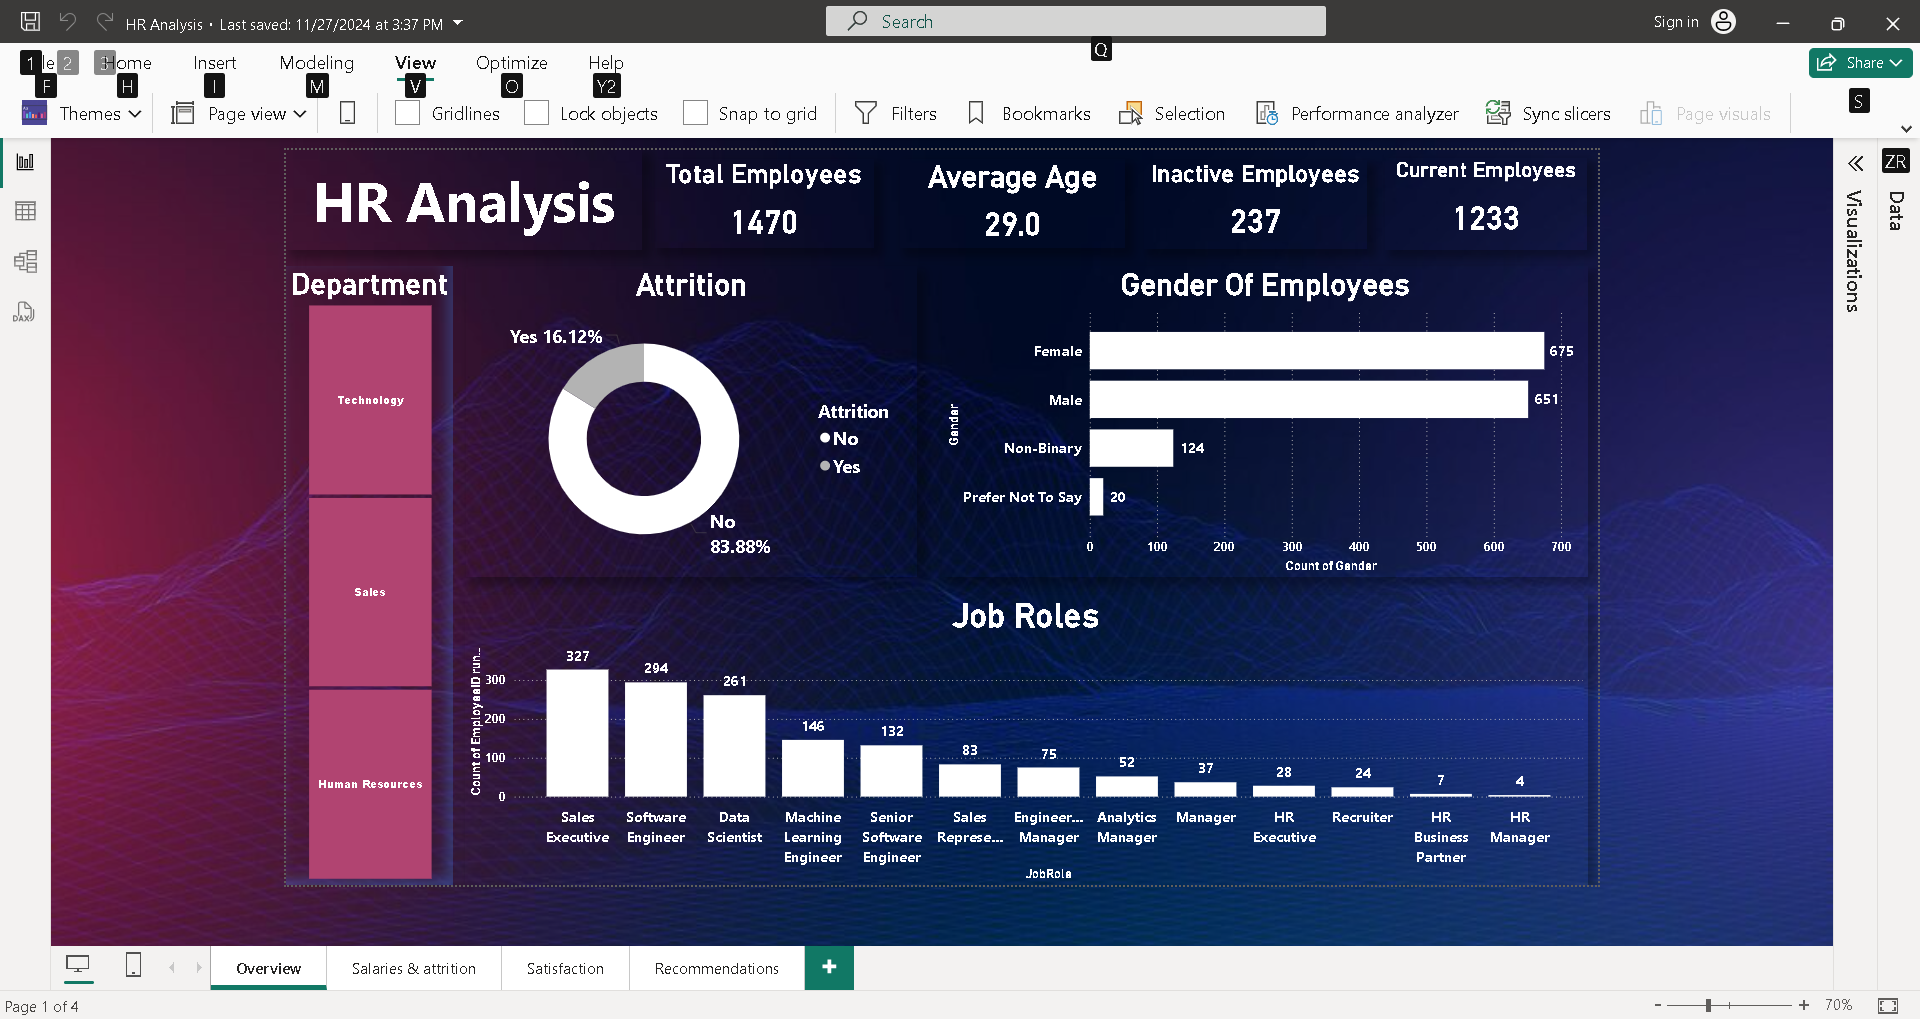 HR Analysis • Last saved: 11/27/2024 at 3:37 PM
Search
Sign in
1 le 2 3 Home Insert Modeling View Optimize Help
Q
Share
F H I M V O Y2
S
Themes Page view Gridlines Lock objects Snap to grid Filters Bookmarks Selection Performance analyzer Sync slicers Page visuals
ZR
Visualizations
Data
DAX
HR Analysis
Total Employees
1470
Average Age
29.0
Inactive Employees
237
Current Employees
1233
Department
Technology
Sales
Human Resources
Attrition
Yes 16.12%
No
83.88%
Attrition
No
Yes
Gender Of Employees
Gender
Female 675
Male 651
Non-Binary 124
Prefer Not To Say 20
0 100 200 300 400 500 600 700
Count of Gender
Job Roles
Count of EmployeeID run...
300
200
100
0
327 294 261 146 132 83 75 52 37 28 24 7 4
Sales Executive
Software Engineer
Data Scientist
Machine Learning Engineer
Senior Software Engineer
Sales Represe...
Engineer... Manager
Analytics Manager
Manager
HR Executive
Recruiter
HR Business Partner
HR Manager
JobRole
Overview Salaries & attrition Satisfaction Recommendations +
Page 1 of 4
- + 70%